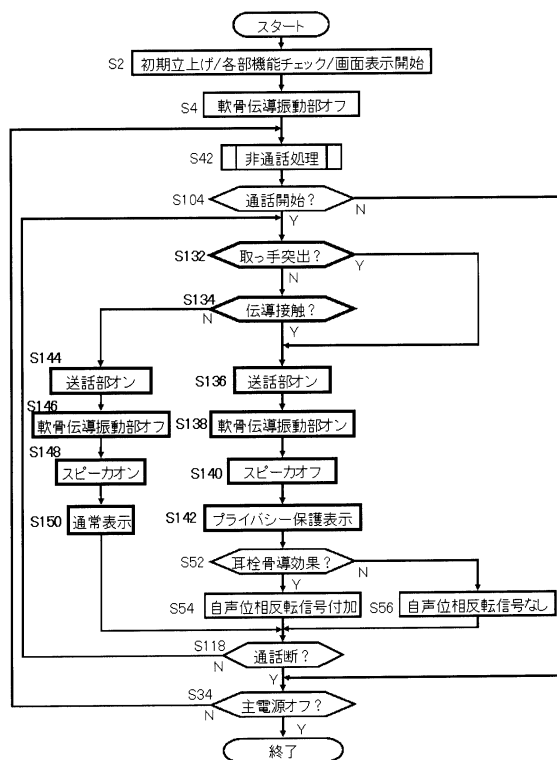 スタート
S2 初期立上げ/各部機能チェック/画面表示開始
S4 軟骨伝導振動部オフ
S42 非通話処理
S104 通話開始?
Y N
S132 取っ手突出?
N Y
S134 伝導接触?
N Y
S144 送話部オン
S136 送話部オン
S146 軟骨伝導振動部オフ
S138 軟骨伝導振動部オン
S148 スピーカオン
S140 スピーカオフ
S150 通常表示
S142 プライバシー保護表示
S52 耳栓骨導効果?
Y N
S54 自声位相反転信号付加
S56 自声位相反転信号なし
S118 通話断?
N Y
S34 主電源オフ?
N Y
終了